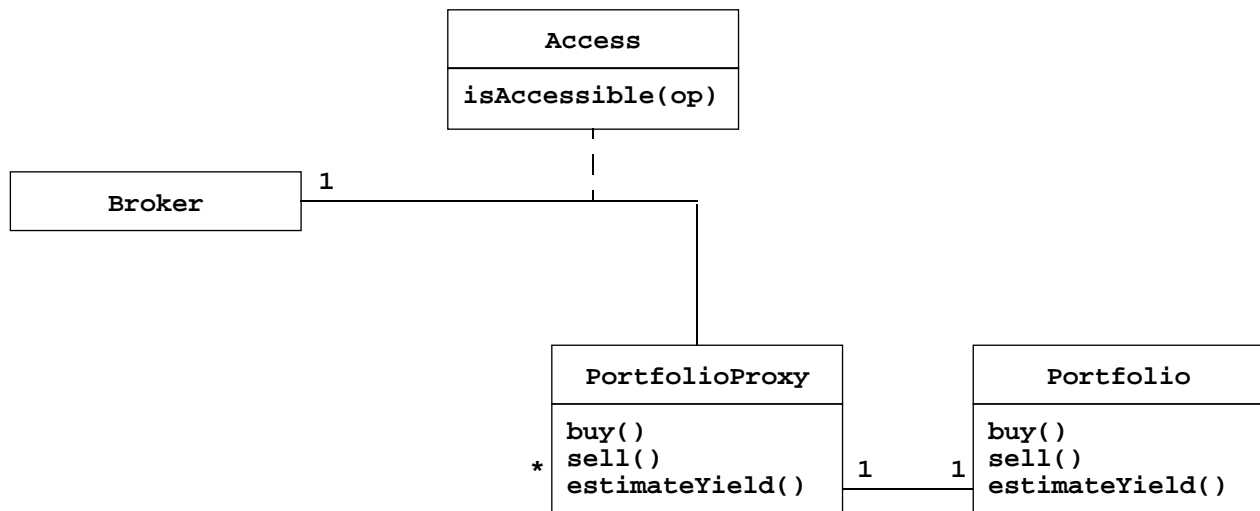 Access
isAccessible(op)
1
Broker
PortfolioProxy
Portfolio
buy()
sell()
estimateYield()
buy()
sell()
estimateYield()
*
1
1